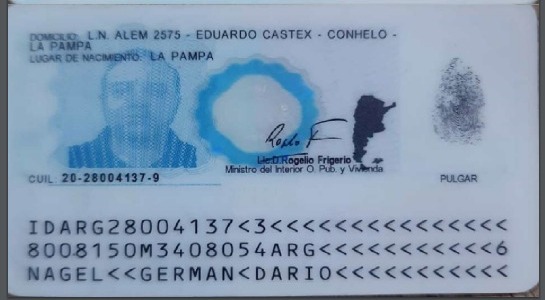 DOMICILIO: L.N. ALEM 2575 - EDUARDO CASTEX - CONHELO -
LA PAMPA
LUGAR DE NACIMIENTO: LA PAMPA
Lic.D.Rogelio Frigerio
Ministro del Interior O. Pub. y Vivienda
CUIL: 20-28004137-9
PULGAR
IDARG28004137<3<<<<<<<<<<<<<<<
8008150M3408054ARG<<<<<<<<<<<6
NAGEL<<GERMAN<DARIO<<<<<<<<<<<